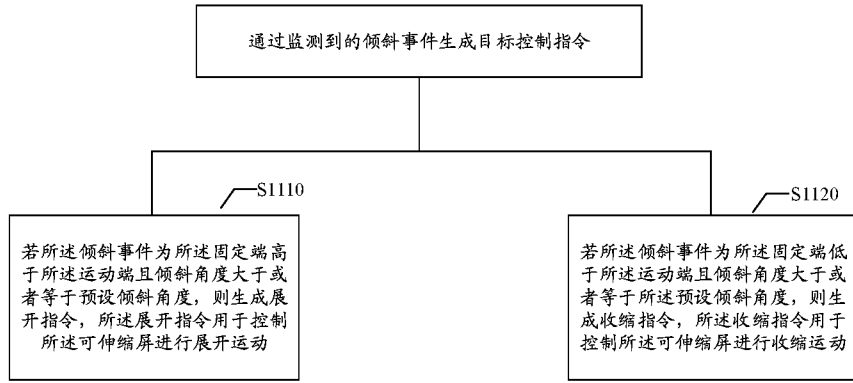 通过监测到的倾斜事件生成目标控制指令
S1110
若所述倾斜事件为所述固定端高
于所述运动端且倾斜角度大于或
者等于预设倾斜角度，则生成展
开指令，所述展开指令用于控制
所述可伸缩屏进行展开运动
S1120
若所述倾斜事件为所述固定端低
于所述运动端且倾斜角度大于或
者等于所述预设倾斜角度，则生
成收缩指令，所述收缩指令用于
控制所述可伸缩屏进行收缩运动